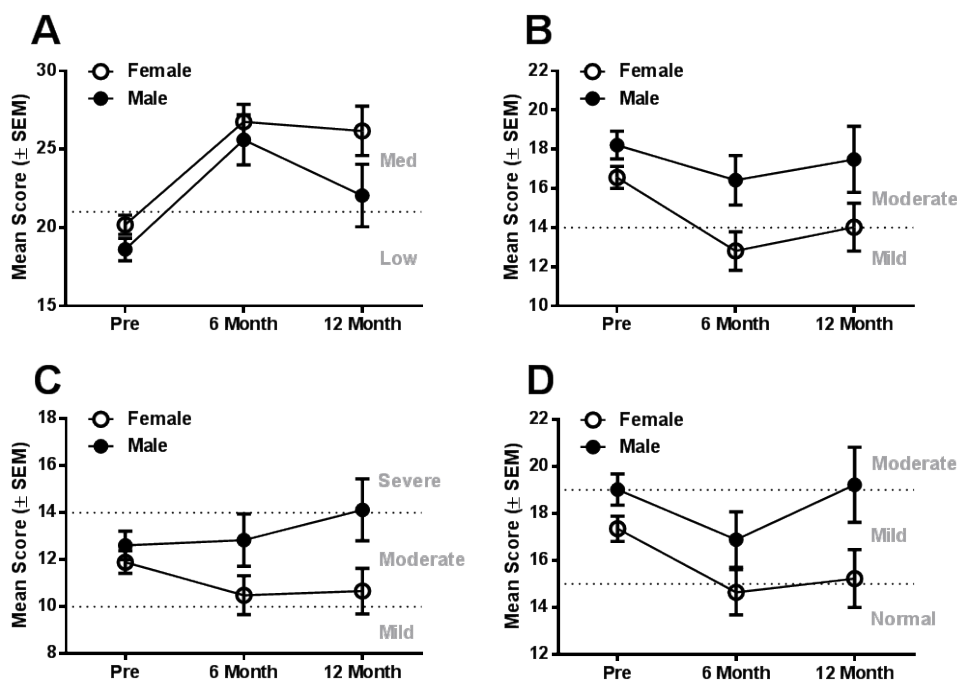 A
Mean Score (± SEM)
30
25
20
15
Female
Male
Med
Low
Pre
6 Month
12 Month
B
Mean Score (± SEM)
22
20
18
16
14
12
10
Female
Male
Moderate
Mild
Pre
6 Month
12 Month
C
Mean Score (± SEM)
18
16
14
12
10
8
Female
Male
Severe
Moderate
Mild
Pre
6 Month
12 Month
D
Mean Score (± SEM)
22
20
18
16
14
12
Female
Male
Moderate
Mild
Normal
Pre
6 Month
12 Month